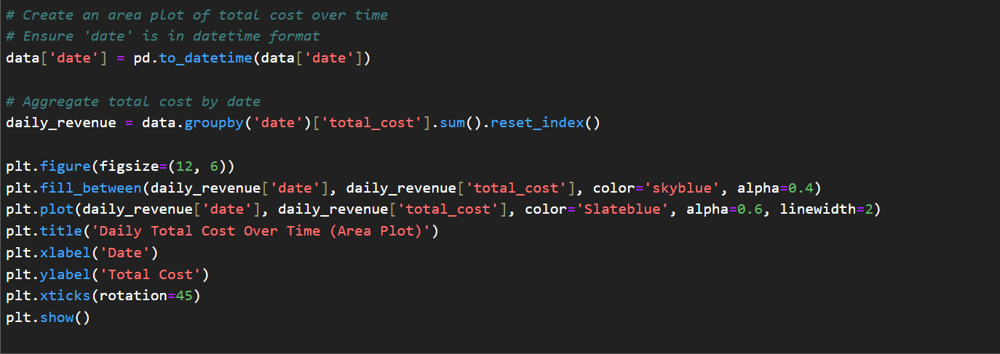 # Create an area plot of total cost over time
# Ensure 'date' is in datetime format
data['date'] = pd.to_datetime(data['date'])
# Aggregate total cost by date
daily_revenue = data.groupby('date')['total_cost'].sum().reset_index()
plt.figure(figsize=(12, 6))
plt.fill_between(daily_revenue['date'], daily_revenue['total_cost'], color='skyblue', alpha=0.4)
plt.plot(daily_revenue['date'], daily_revenue['total_cost'], color='Slateblue', alpha=0.6, linewidth=2)
plt.title('Daily Total Cost Over Time (Area Plot)')
plt.xlabel('Date')
plt.ylabel('Total Cost')
plt.xticks(rotation=45)
plt.show()